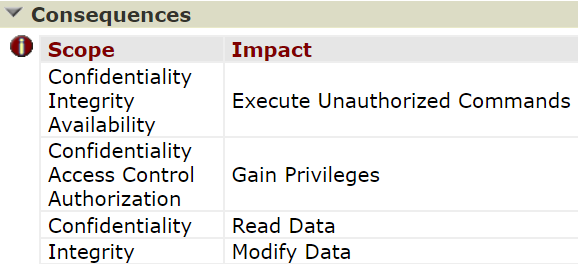 Consequences
Scope Impact
Confidentiality
Integrity
Availability
Execute Unauthorized Commands
Confidentiality
Access Control
Authorization
Gain Privileges
Confidentiality Read Data
Integrity Modify Data